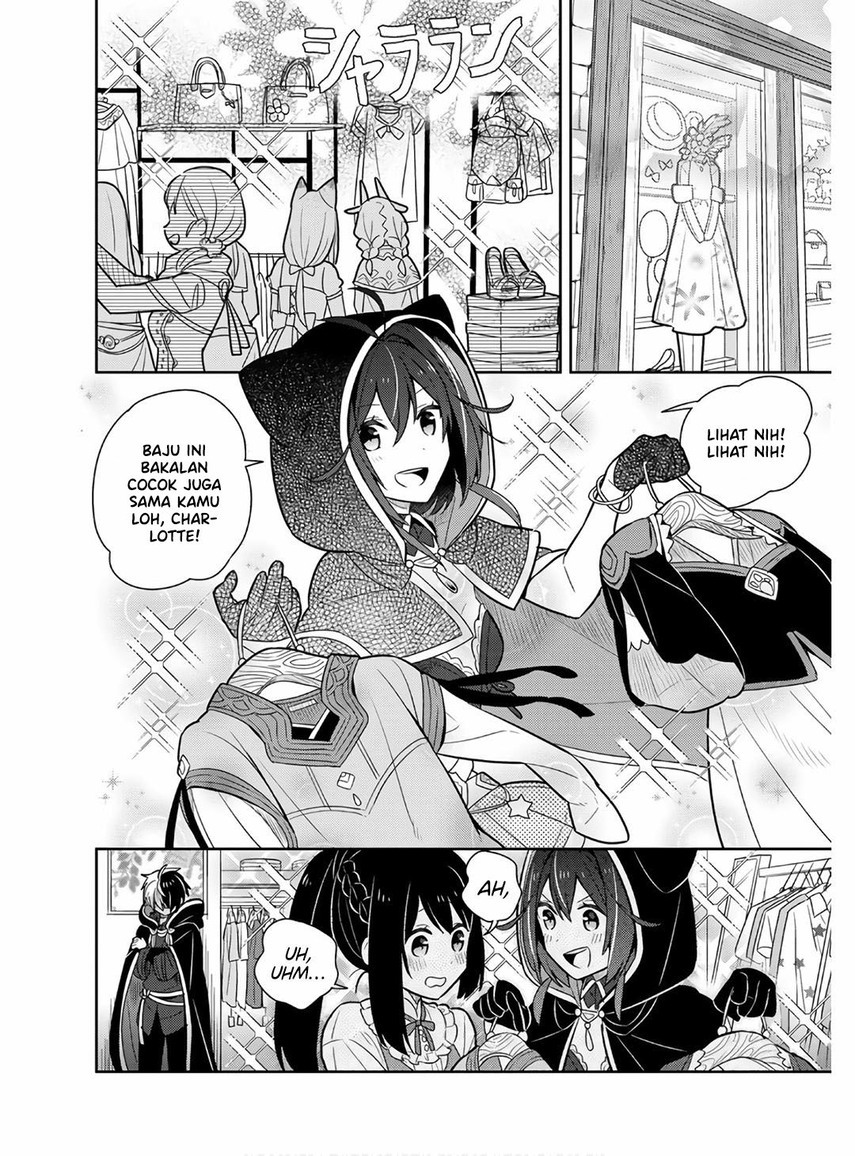 シャララン
LIHAT NIH!
LIHAT NIH!
BAJU INI
BAKALAN
COCOK JUGA
SAMA KAMU
LOH, CHAR-
LOTTE!
AH,
UH,
UHM...